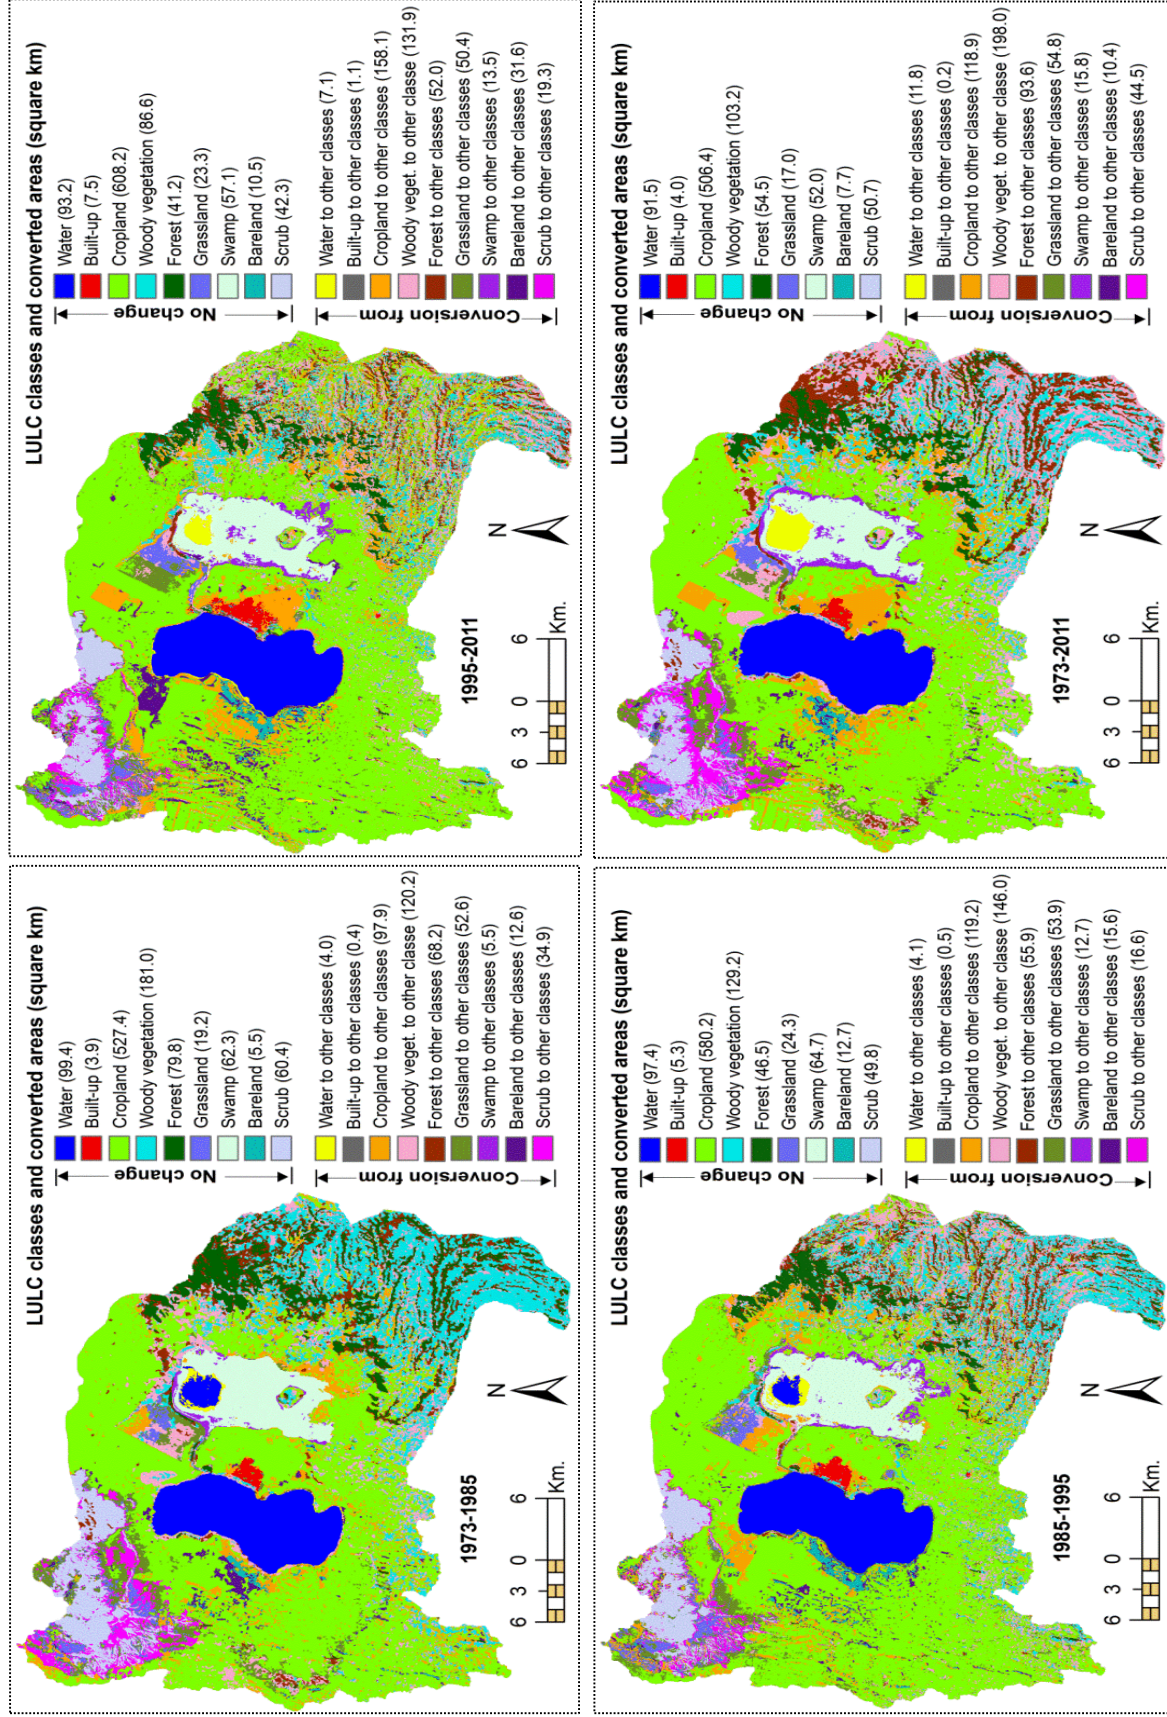 LULC classes and converted areas (square km)
No change
Water (99.4)
Built-up (3.9)
Cropland (527.4)
Woody vegetation (181.0)
Forest (79.8)
Grassland (19.2)
Swamp (62.3)
Bareland (5.5)
Scrub (60.4)
Conversion from
Water to other classes (4.0)
Built-up to other classes (0.4)
Cropland to other classes (97.9)
Woody veget. to other classe (120.2)
Forest to other classes (68.2)
Grassland to other classes (52.6)
Swamp to other classes (5.5)
Bareland to other classes (12.6)
Scrub to other classes (34.9)
N
1973-1985
6 3 0 6
Km.
LULC classes and converted areas (square km)
No change
Water (93.2)
Built-up (7.5)
Cropland (608.2)
Woody vegetation (86.6)
Forest (41.2)
Grassland (23.3)
Swamp (57.1)
Bareland (10.5)
Scrub (42.3)
Conversion from
Water to other classes (7.1)
Built-up to other classes (1.1)
Cropland to other classes (158.1)
Woody veget. to other classe (131.9)
Forest to other classes (52.0)
Grassland to other classes (50.4)
Swamp to other classes (13.5)
Bareland to other classes (31.6)
Scrub to other classes (19.3)
N
1995-2011
6 3 0 6
Km.
LULC classes and converted areas (square km)
No change
Water (97.4)
Built-up (5.3)
Cropland (580.2)
Woody vegetation (129.2)
Forest (46.5)
Grassland (24.3)
Swamp (64.7)
Bareland (12.7)
Scrub (49.8)
Conversion from
Water to other classes (4.1)
Built-up to other classes (0.5)
Cropland to other classes (119.2)
Woody veget. to other classe (146.0)
Forest to other classes (55.9)
Grassland to other classes (53.9)
Swamp to other classes (12.7)
Bareland to other classes (15.6)
Scrub to other classes (16.6)
N
1985-1995
6 3 0 6
Km.
LULC classes and converted areas (square km)
No change
Water (91.5)
Built-up (4.0)
Cropland (506.4)
Woody vegetation (103.2)
Forest (54.5)
Grassland (17.0)
Swamp (52.0)
Bareland (7.7)
Scrub (50.7)
Conversion from
Water to other classes (11.8)
Built-up to other classes (0.2)
Cropland to other classes (118.9)
Woody veget. to other classe (198.0)
Forest to other classes (93.6)
Grassland to other classes (54.8)
Swamp to other classes (15.8)
Bareland to other classes (10.4)
Scrub to other classes (44.5)
N
1973-2011
6 3 0 6
Km.